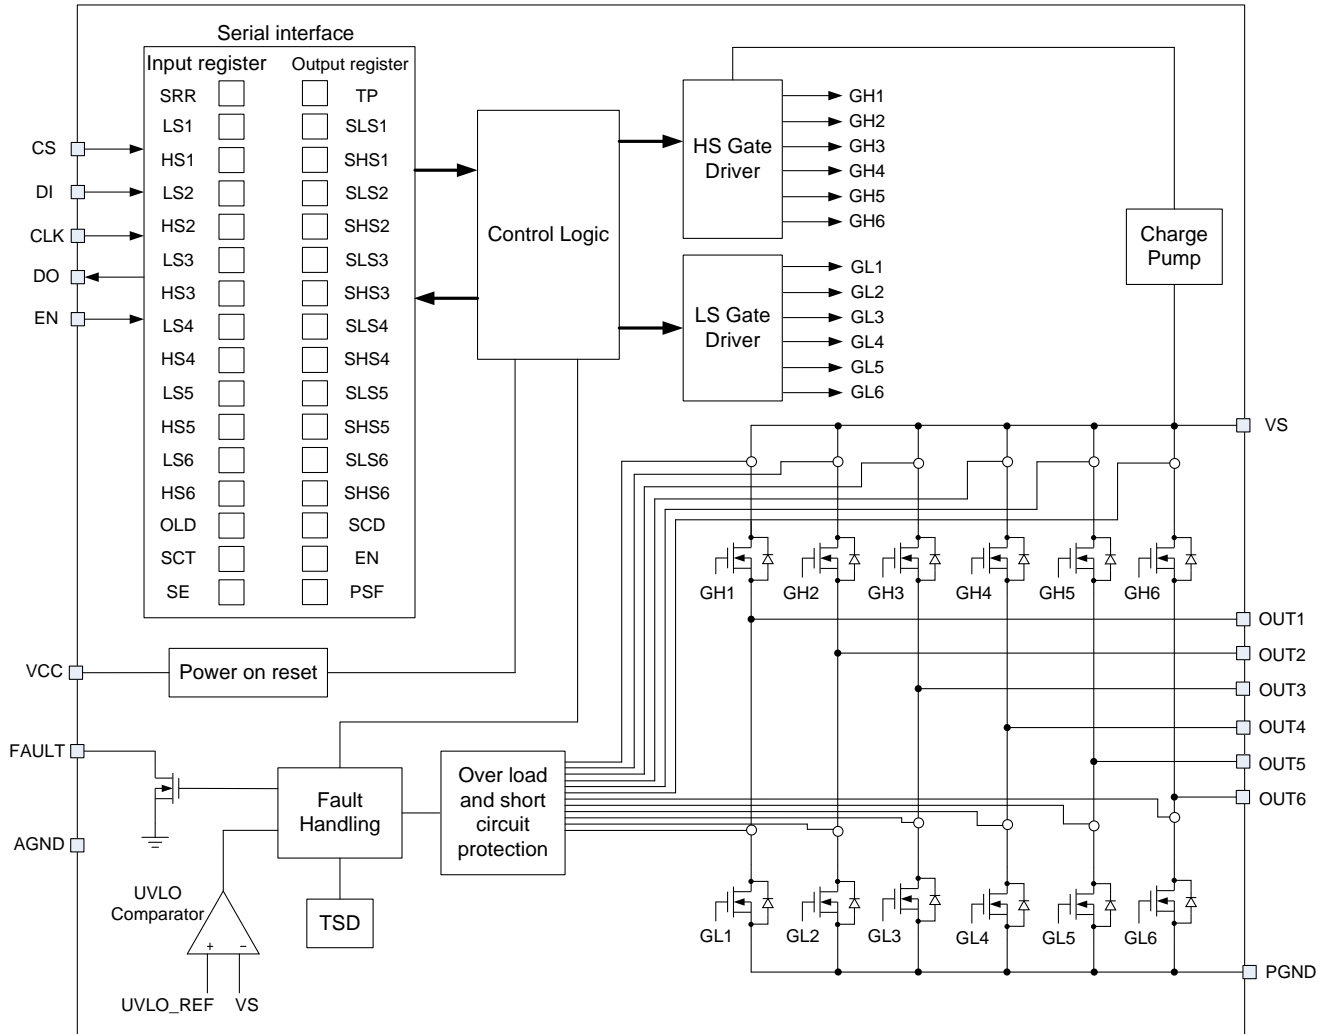 Serial interface
Input register
Output register
SRR
TP
LS1
SLS1
HS1
SHS1
LS2
SLS2
HS2
SHS2
LS3
SLS3
HS3
SHS3
LS4
SLS4
HS4
SHS4
LS5
SLS5
HS5
SHS5
LS6
SLS6
HS6
SHS6
OLD
SCD
SCT
EN
SE
PSF
CS
DI
CLK
DO
EN
Control Logic
HS Gate
Driver
GH1
GH2
GH3
GH4
GH5
GH6
LS Gate
Driver
GL1
GL2
GL3
GL4
GL5
GL6
Charge
Pump
VS
GH1
GH2
GH3
GH4
GH5
GH6
OUT1
OUT2
OUT3
OUT4
OUT5
OUT6
VCC
Power on reset
FAULT
AGND
Fault
Handling
Over load
and short
circuit
protection
TSD
UVLO
Comparator
+
−
UVLO_REF
VS
GL1
GL2
GL3
GL4
GL5
GL6
PGND